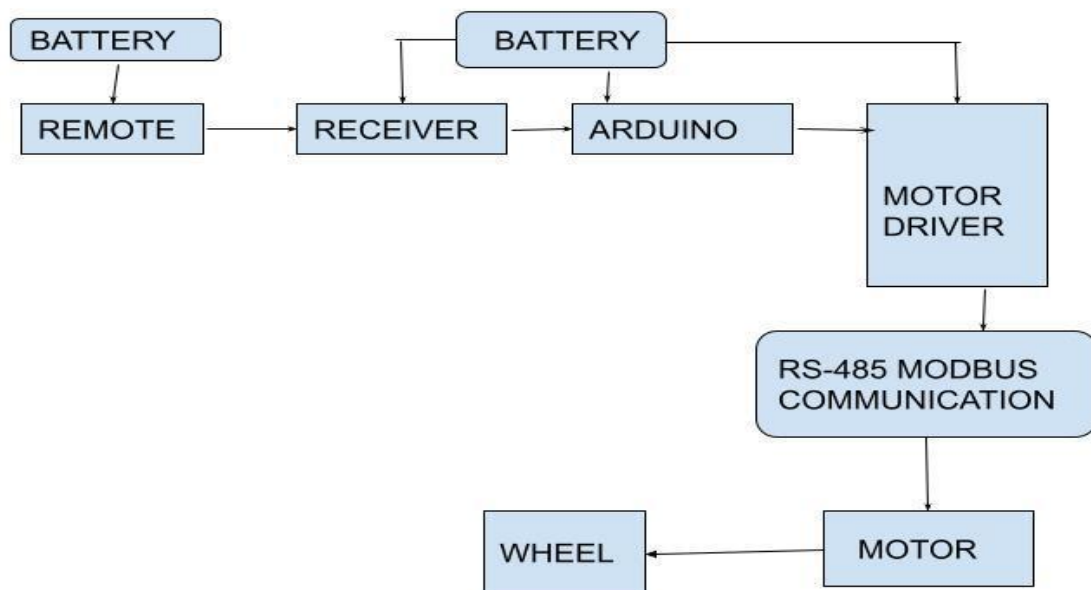 BATTERY
BATTERY
REMOTE
RECEIVER
ARDUINO
MOTOR
DRIVER
RS-485 MODBUS
COMMUNICATION
WHEEL
MOTOR